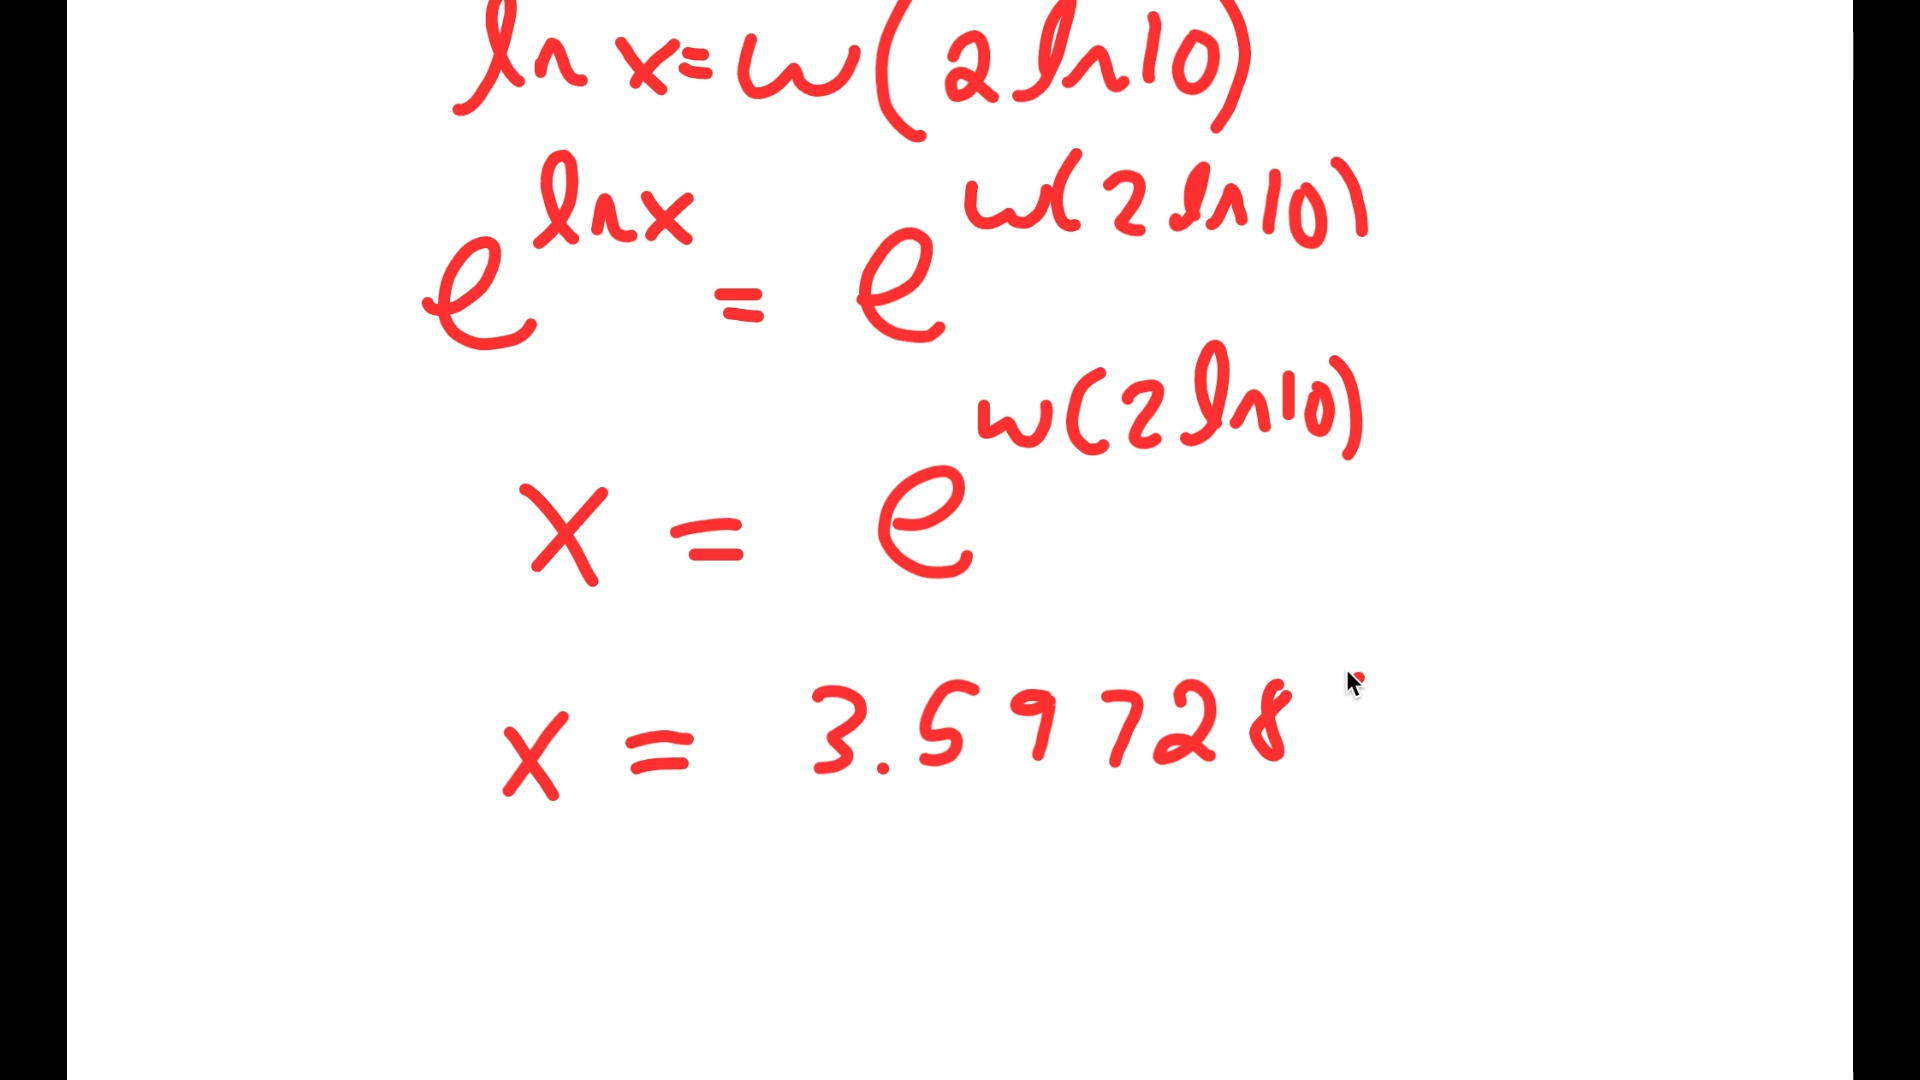 ln x = w(2 ln 10)
e^{ln x} = e^{w(2 ln 10)}
x = e^{w(2 ln 10)}
x = 3.59728